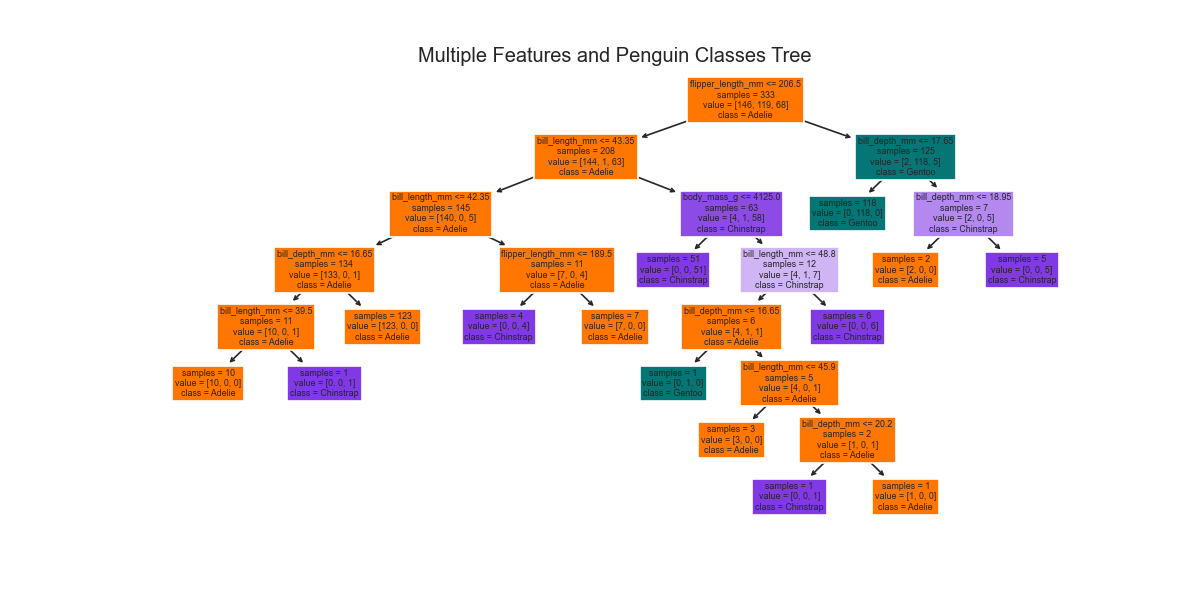 Multiple Features and Penguin Classes Tree
flipper_length_mm <= 206.5
samples = 333
value = [146, 119, 68]
class = Adelie
bill_length_mm <= 43.35
samples = 208
value = [144, 1, 63]
class = Adelie
bill_depth_mm <= 17.65
samples = 125
value = [2, 118, 5]
class = Gentoo
bill_length_mm <= 42.35
samples = 145
value = [140, 0, 5]
class = Adelie
body_mass_g <= 4125.0
samples = 63
value = [4, 1, 58]
class = Chinstrap
samples = 118
value = [0, 118, 0]
class = Gentoo
bill_depth_mm <= 18.95
samples = 7
value = [2, 0, 5]
class = Chinstrap
bill_depth_mm <= 16.65
samples = 134
value = [133, 0, 1]
class = Adelie
flipper_length_mm <= 189.5
samples = 11
value = [7, 0, 4]
class = Adelie
samples = 51
value = [0, 0, 51]
class = Chinstrap
bill_length_mm <= 48.8
samples = 12
value = [4, 1, 7]
class = Chinstrap
samples = 2
value = [2, 0, 0]
class = Adelie
samples = 5
value = [0, 0, 5]
class = Chinstrap
bill_length_mm <= 39.5
samples = 11
value = [10, 0, 1]
class = Adelie
samples = 123
value = [123, 0, 0]
class = Adelie
samples = 4
value = [0, 0, 4]
class = Chinstrap
samples = 7
value = [7, 0, 0]
class = Adelie
bill_depth_mm <= 16.65
samples = 6
value = [4, 1, 1]
class = Adelie
samples = 6
value = [0, 0, 6]
class = Chinstrap
samples = 10
value = [10, 0, 0]
class = Adelie
samples = 1
value = [0, 0, 1]
class = Chinstrap
samples = 1
value = [0, 1, 0]
class = Gentoo
bill_length_mm <= 45.9
samples = 5
value = [4, 0, 1]
class = Adelie
samples = 3
value = [3, 0, 0]
class = Adelie
bill_depth_mm <= 20.2
samples = 2
value = [1, 0, 1]
class = Adelie
samples = 1
value = [0, 0, 1]
class = Chinstrap
samples = 1
value = [1, 0, 0]
class = Adelie